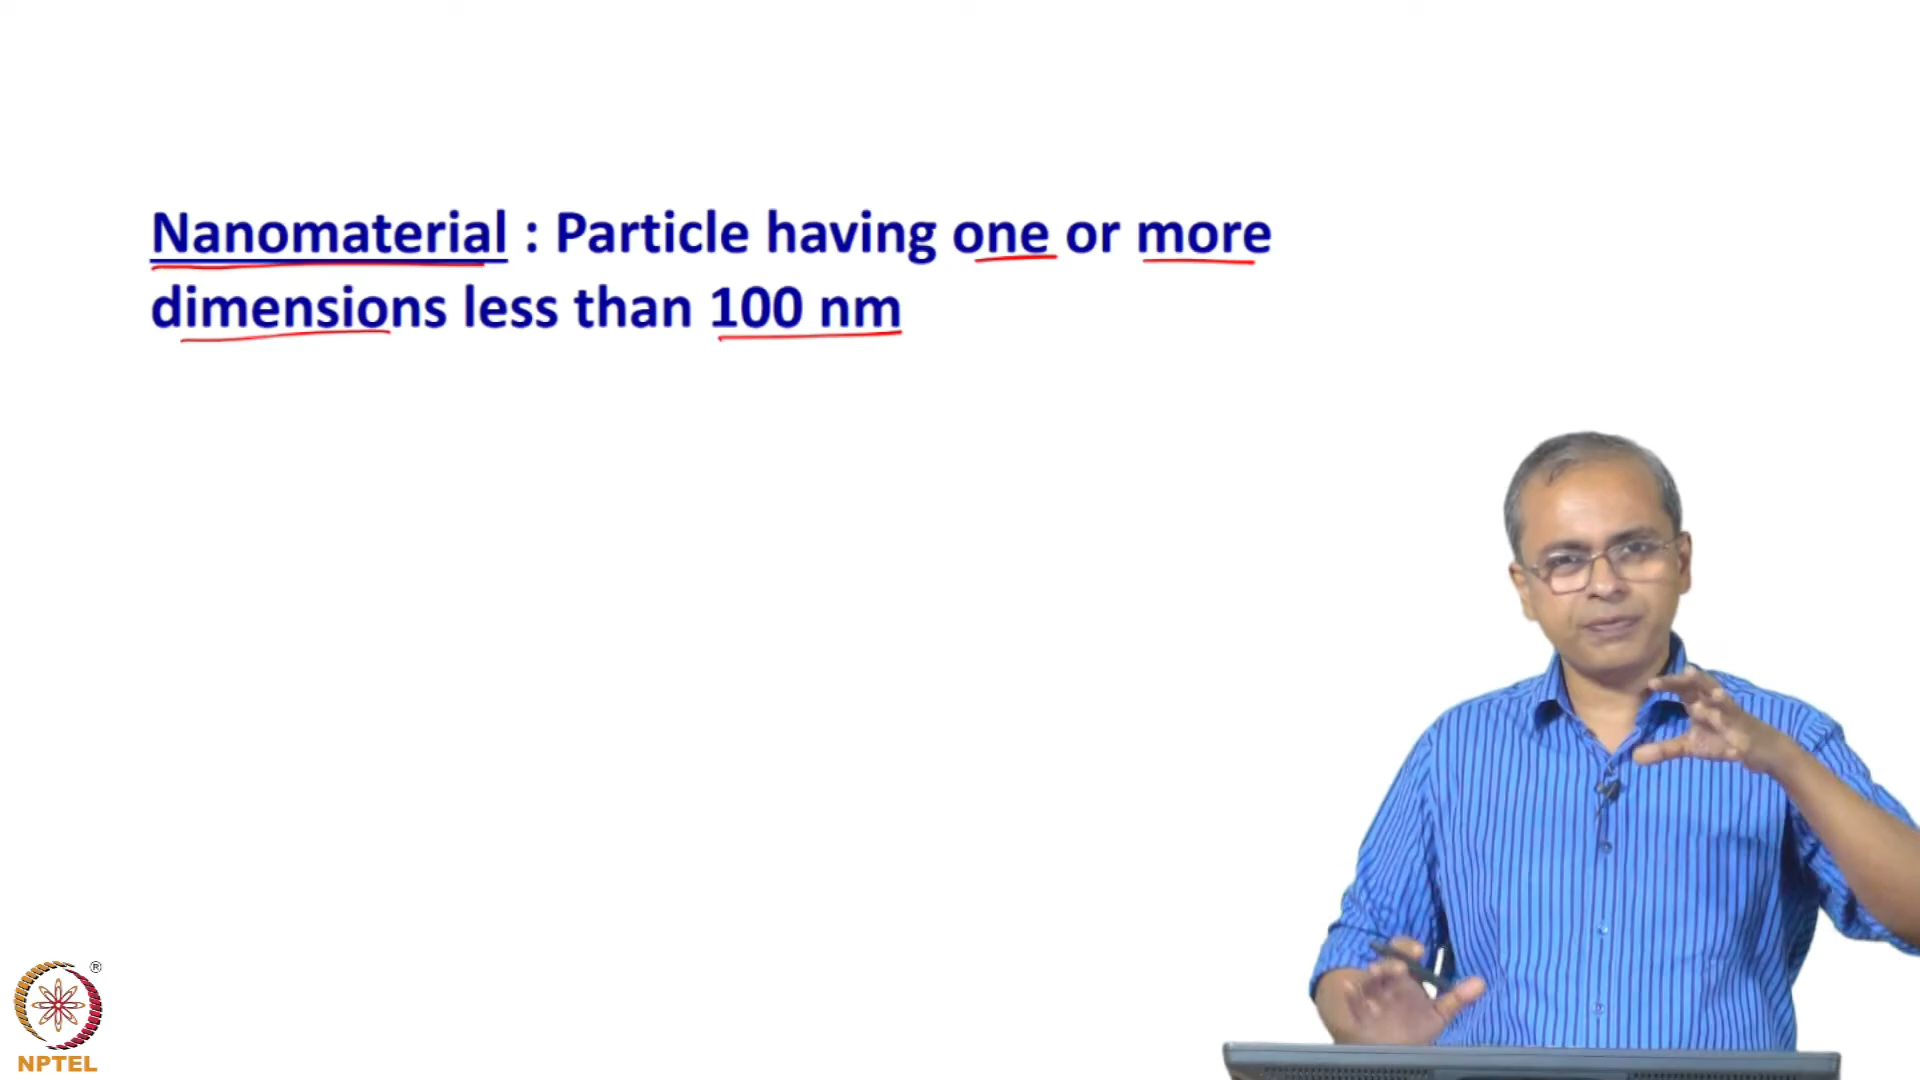 Nanomaterial : Particle having one or more
dimensions less than 100 nm
®
NPTEL